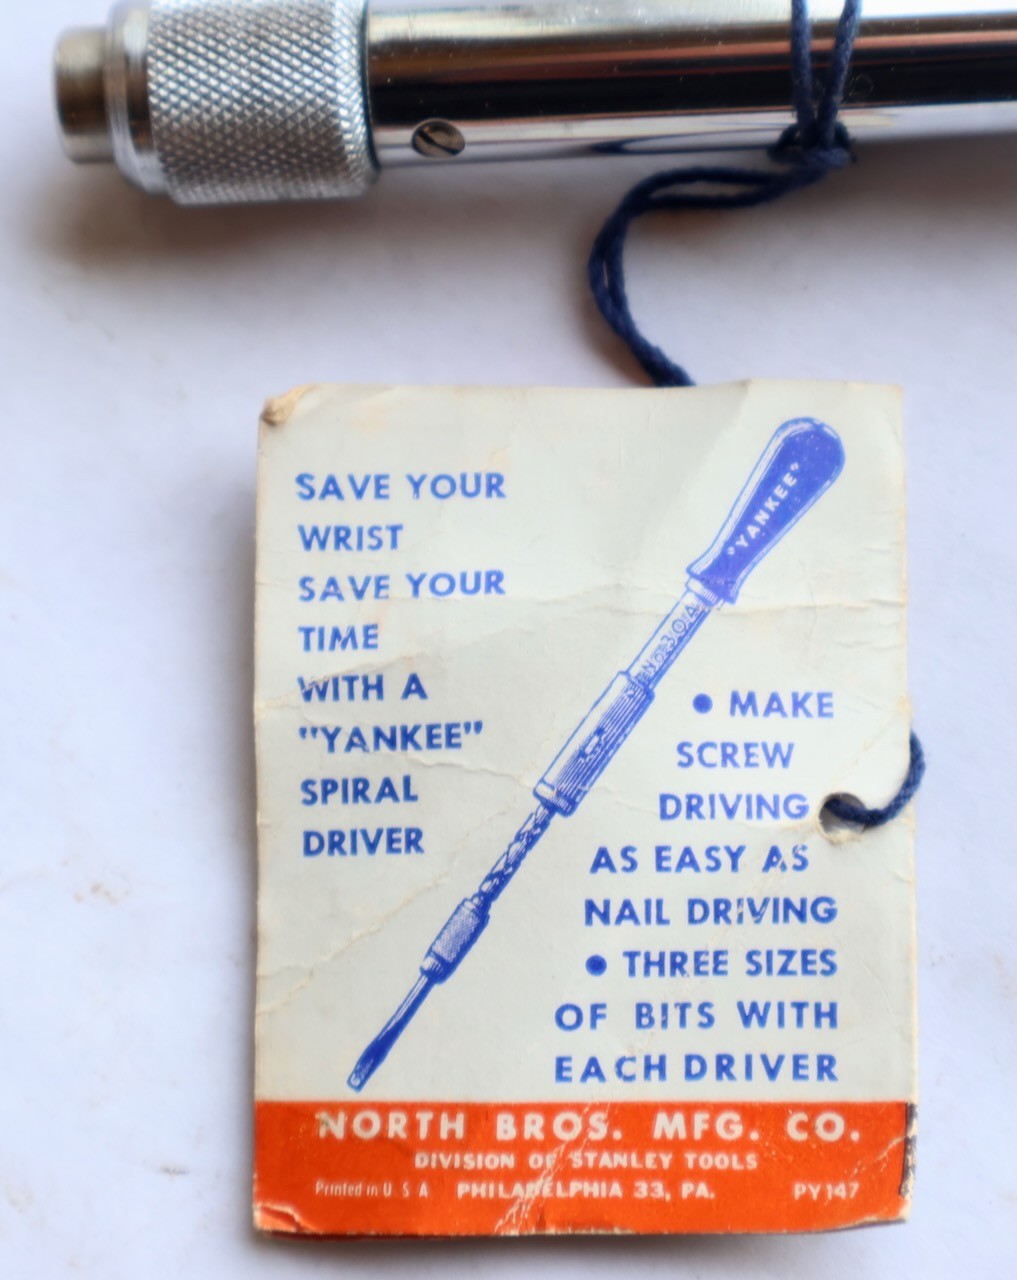 SAVE YOUR
WRIST
SAVE YOUR
TIME
WITH A
"YANKEE"
SPIRAL
DRIVER
"YANKEE"
No 30A
• MAKE
SCREW
DRIVING
AS EASY AS
NAIL DRIVING
• THREE SIZES
OF BITS WITH
EACH DRIVER
NORTH BROS. MFG. CO.
DIVISION OF STANLEY TOOLS
Printed in U S A PHILADELPHIA 33, PA. PY147